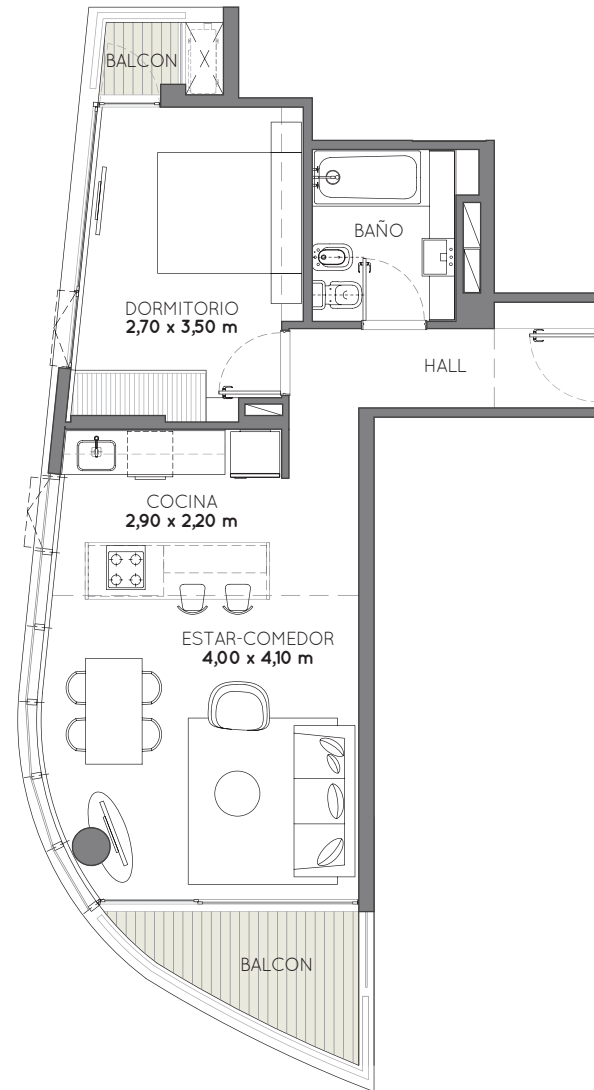 BALCON
BAÑO
DORMITORIO
2,70 x 3,50 m
HALL
COCINA
2,90 x 2,20 m
ESTAR-COMEDOR
4,00 x 4,10 m
BALCON